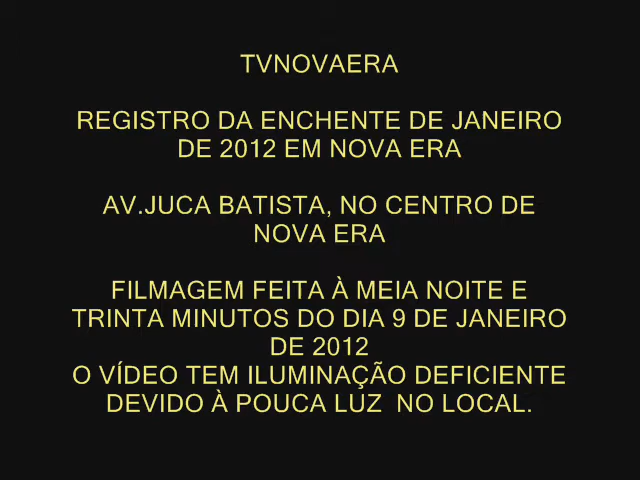 TVNOVAERA
REGISTRO DA ENCHENTE DE JANEIRO
DE 2012 EM NOVA ERA
AV.JUCA BATISTA, NO CENTRO DE
NOVA ERA
FILMAGEM FEITA À MEIA NOITE E
TRINTA MINUTOS DO DIA 9 DE JANEIRO
DE 2012
O VÍDEO TEM ILUMINAÇÃO DEFICIENTE
DEVIDO À POUCA LUZ  NO LOCAL.